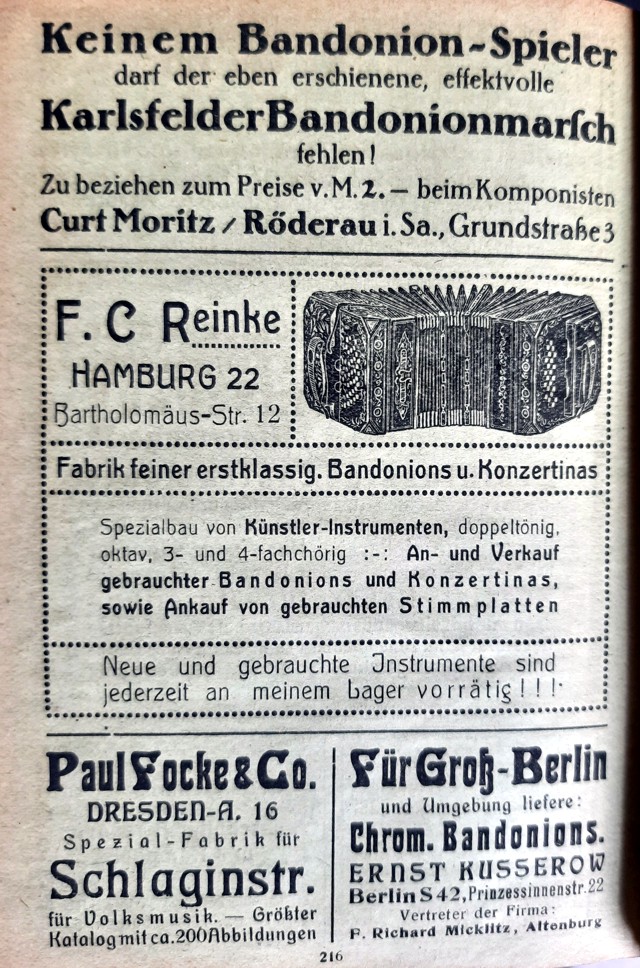 Keinem Bandonion-Spieler
darf der eben erschienene, effektvolle
Karlsfelder Bandonionmarſch
fehlen!
Zu beziehen zum Preise v. M. 2.— beim Komponisten
Curt Moritz / Röderau i. Sa., Grundstraße 3
F. C Reinke
HAMBURG 22
Bartholomäus-Str. 12
Fabrik feiner erstklassig. Bandonions u. Konzertinas
Spezialbau von Künstler-Instrumenten, doppeltönig,
oktav, 3- und 4-fachchörig :-: An- und Verkauf
gebrauchter Bandonions und Konzertinas,
sowie Ankauf von gebrauchten Stimmplatten
Neue und gebrauchte Instrumente sind
jederzeit an meinem Lager vorrätig!!!
Paul Focke & Co.
DRESDEN-A. 16
Spezial-Fabrik für
Schlaginstr.
für Volksmusik. — Größter
Katalog mit ca. 200 Abbildungen
Für Groß-Berlin
und Umgebung liefere:
Chrom. Bandonions.
ERNST KUSSEROW
Berlin S 42, Prinzessinnenstr. 22
Vertreter der Firma:
F. Richard Micklitz, Altenburg
216